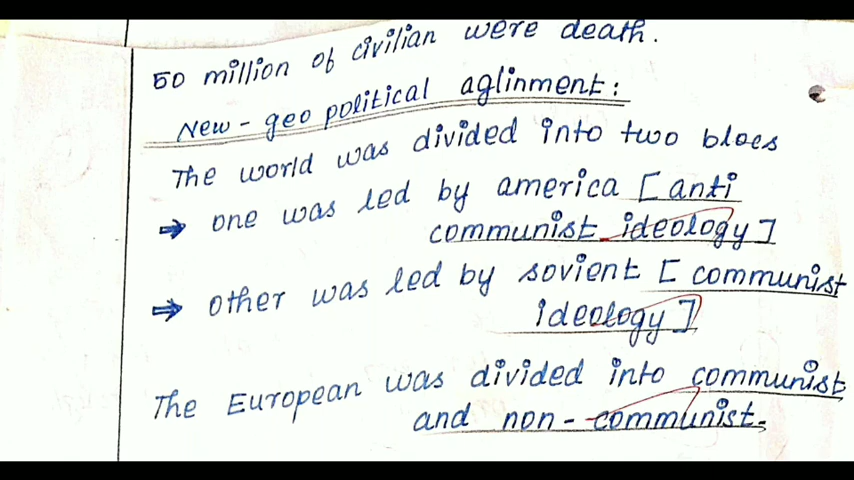 50 million of civilian were death.
New - geo political aglinment:
The world was divided into two blocs
⇒ one was led by america [anti
communist ideology]
⇒ other was led by sovient [communist
ideology]
The European was divided into communist
and non - communist.